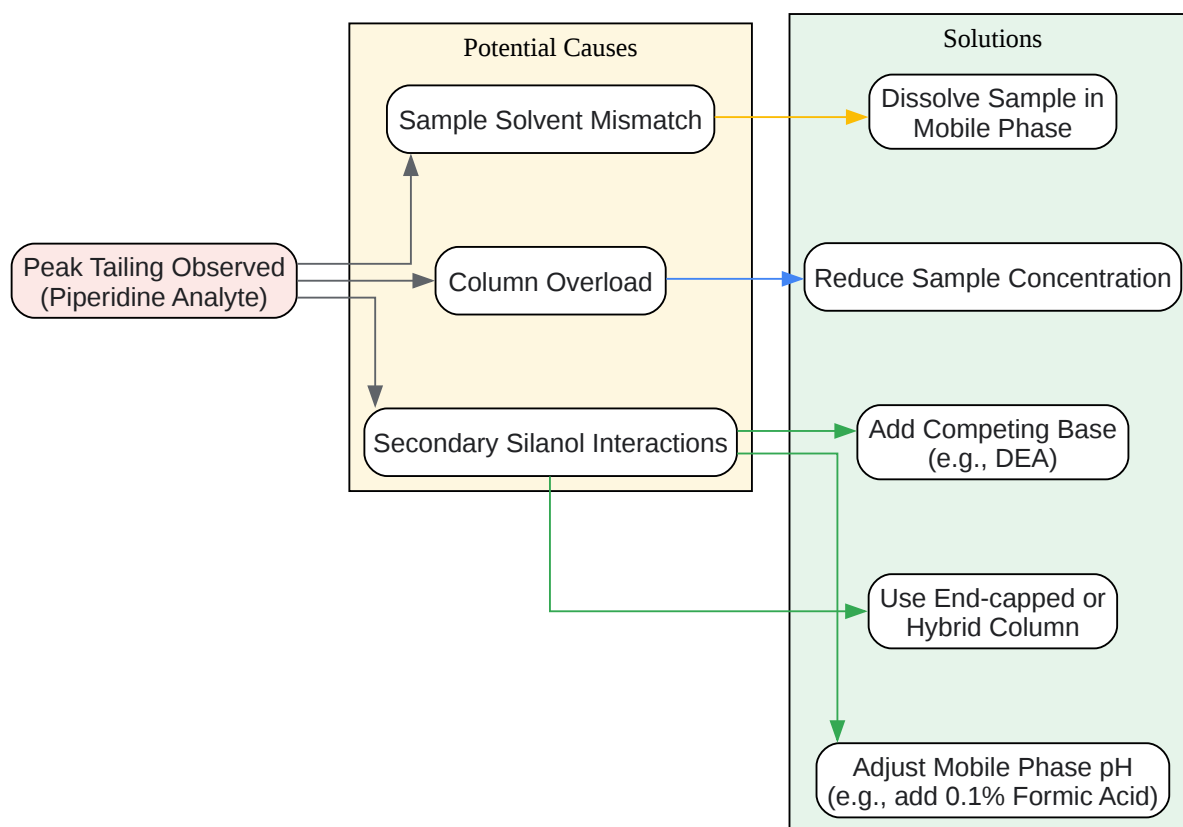 Peak Tailing Observed
(Piperidine Analyte)
Potential Causes
Sample Solvent Mismatch
Column Overload
Secondary Silanol Interactions
Solutions
Dissolve Sample in
Mobile Phase
Reduce Sample Concentration
Add Competing Base
(e.g., DEA)
Use End-capped or
Hybrid Column
Adjust Mobile Phase pH
(e.g., add 0.1% Formic Acid)